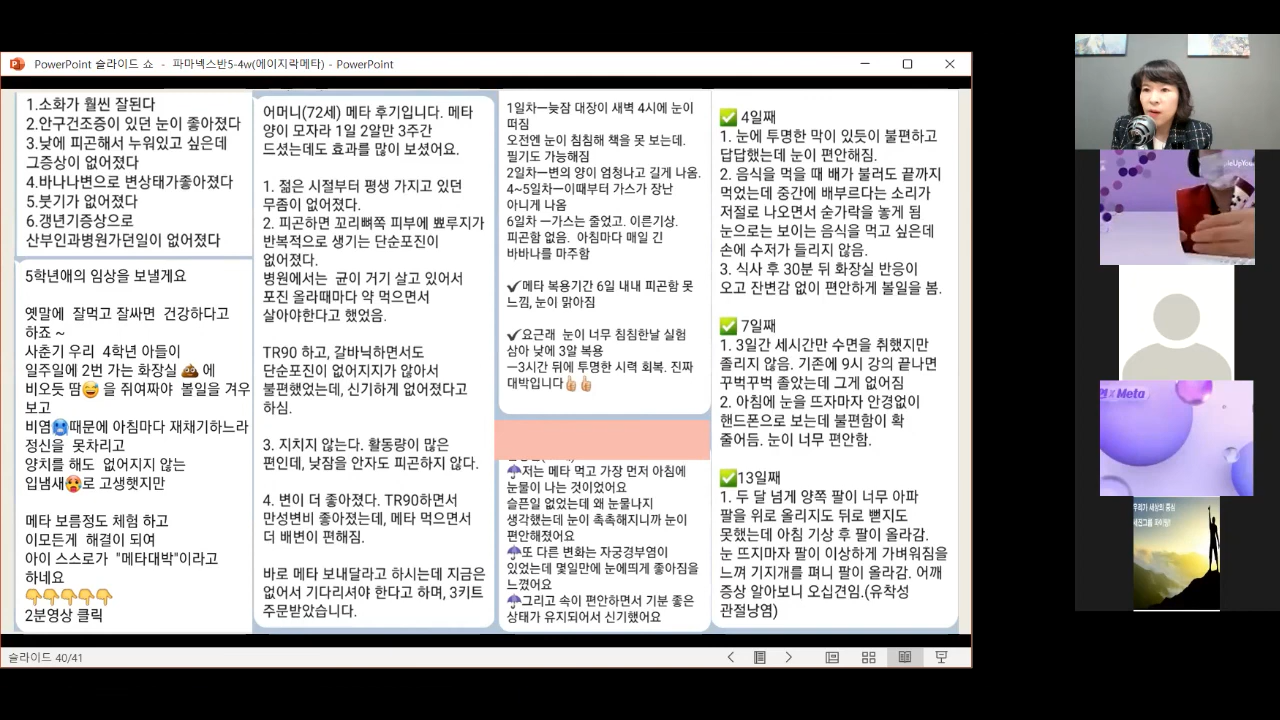 PowerPoint 슬라이드 쇼 - 파마넥스반5-4w(에이지락메타) - PowerPoint
1.소화가 훨씬 잘된다
2.안구건조증이 있던 눈이 좋아졌다
3.낮에 피곤해서 누워있고 싶은데
그증상이 없어졌다
4.바나나변으로 변상태가좋아졌다
5.붓기가 없어졌다
6.갱년기증상으로
산부인과병원가던일이 없어졌다
5학년애의 임상을 보낼게요
옛말에 잘먹고 잘싸면 건강하다고
하죠 ~
사춘기 우리 4학년 아들이
일주일에 2번 가는 화장실 💩 에
비오듯 땀😅 을 쥐여짜야 볼일을 겨우
보고
비염🥶때문에 아침마다 재채기하느라
정신을 못차리고
양치를 해도 없어지지 않는
입냄새🥵로 고생햇지만
메타 보름정도 체험 하고
이모든게 해결이 되여
아이 스스로가 "메타대박"이라고
하네요
👇👇👇👇👇
2분영상 클릭
어머니(72세) 메타 후기입니다. 메타
양이 모자라 1일 2알만 3주간
드셨는데도 효과를 많이 보셨어요.
1. 젊은 시절부터 평생 가지고 있던
무좀이 없어졌다.
2. 피곤하면 꼬리뼈쪽 피부에 뾰루지가
반복적으로 생기는 단순포진이
없어졌다.
병원에서는 균이 거기 살고 있어서
포진 올라때마다 약 먹으면서
살아야한다고 했었음.
TR90 하고, 갈바닉하면서도
단순포진이 없어지지가 않아서
불편했었는데, 신기하게 없어졌다고
하심.
3. 지치지 않는다. 활동량이 많은
편인데, 낮잠을 안자도 피곤하지 않다.
4. 변이 더 좋아졌다. TR90하면서
만성변비 좋아졌는데, 메타 먹으면서
더 배변이 편해짐.
바로 메타 보내달라고 하시는데 지금은
없어서 기다리셔야 한다고 하며, 3키트
주문받았습니다.
1일차ㅡ늦잠 대장이 새벽 4시에 눈이
떠짐
오전엔 눈이 침침해 책을 못 보는데.
필기도 가능해짐
2일차ㅡ변의 양이 엄청나고 길게 나옴.
4~5일차ㅡ이때부터 가스가 장난
아니게 나옴
6일차 ㅡ가스는 줄었고. 이른기상.
피곤함 없음. 아침마다 매일 긴
바바나를 마주함
✔메타 복용기간 6일 내내 피곤함 못
느낌, 눈이 맑아짐
✔요근래 눈이 너무 침침한날 실험
삼아 낮에 3알 복용
ㅡ3시간 뒤에 투명한 시력 회복. 진짜
대박입니다👍👍
☂저는 메타 먹고 가장 먼저 아침에
눈물이 나는 것이었어요
슬픈일 없었는데 왜 눈물나지
생각했는데 눈이 촉촉해지니까 눈이
편안해졌어요
☂또 다른 변화는 자궁경부염이
있었는데 몇일만에 눈에띄게 좋아짐을
느꼈어요
☂그리고 속이 편안하면서 기분 좋은
상태가 유지되어서 신기했어요
✅ 4일째
1. 눈에 투명한 막이 있듯이 불편하고
답답했는데 눈이 편안해짐.
2. 음식을 먹을 때 배가 불러도 끝까지
먹었는데 중간에 배부르다는 소리가
저절로 나오면서 숟가락을 놓게 됨
눈으로는 보이는 음식을 먹고 싶은데
손에 수저가 들리지 않음.
3. 식사 후 30분 뒤 화장실 반응이
오고 잔변감 없이 편안하게 볼일을 봄.
✅ 7일째
1. 3일간 세시간만 수면을 취했지만
졸리지 않음. 기존에 9시 강의 끝나면
꾸벅꾸벅 졸았는데 그게 없어짐
2. 아침에 눈을 뜨자마자 안경없이
핸드폰으로 보는데 불편함이 확
줄어듬. 눈이 너무 편안함.
✅13일째
1. 두 달 넘게 양쪽 팔이 너무 아파
팔을 위로 올리지도 뒤로 뻗지도
못했는데 아침 기상 후 팔이 올라감.
눈 뜨지마자 팔이 이상하게 가벼워짐을
느껴 기지개를 펴니 팔이 올라감. 어깨
증상 알아보니 오십견임.(유착성
관절낭염)
슬라이드 40/41
x Meta
우리가 세상의 중심